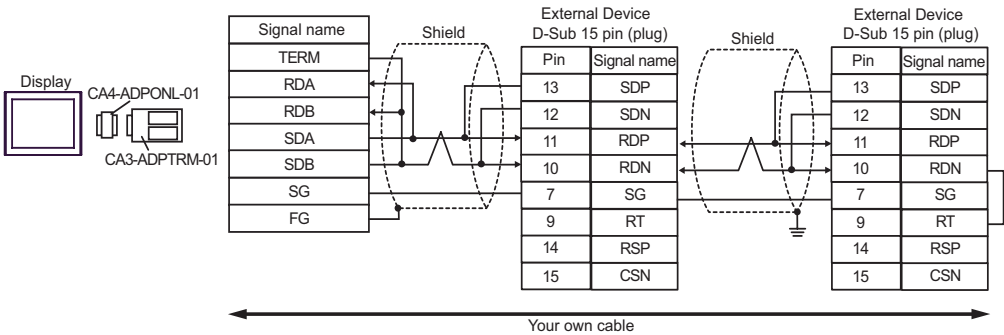 Display
CA4-ADPONL-01
CA3-ADPTRM-01
Signal name
TERM
RDA
RDB
SDA
SDB
SG
FG
Shield
External Device
D-Sub 15 pin (plug)
Pin Signal name
13 SDP
12 SDN
11 RDP
10 RDN
7 SG
9 RT
14 RSP
15 CSN
Shield
External Device
D-Sub 15 pin (plug)
Pin Signal name
13 SDP
12 SDN
11 RDP
10 RDN
7 SG
9 RT
14 RSP
15 CSN
Your own cable